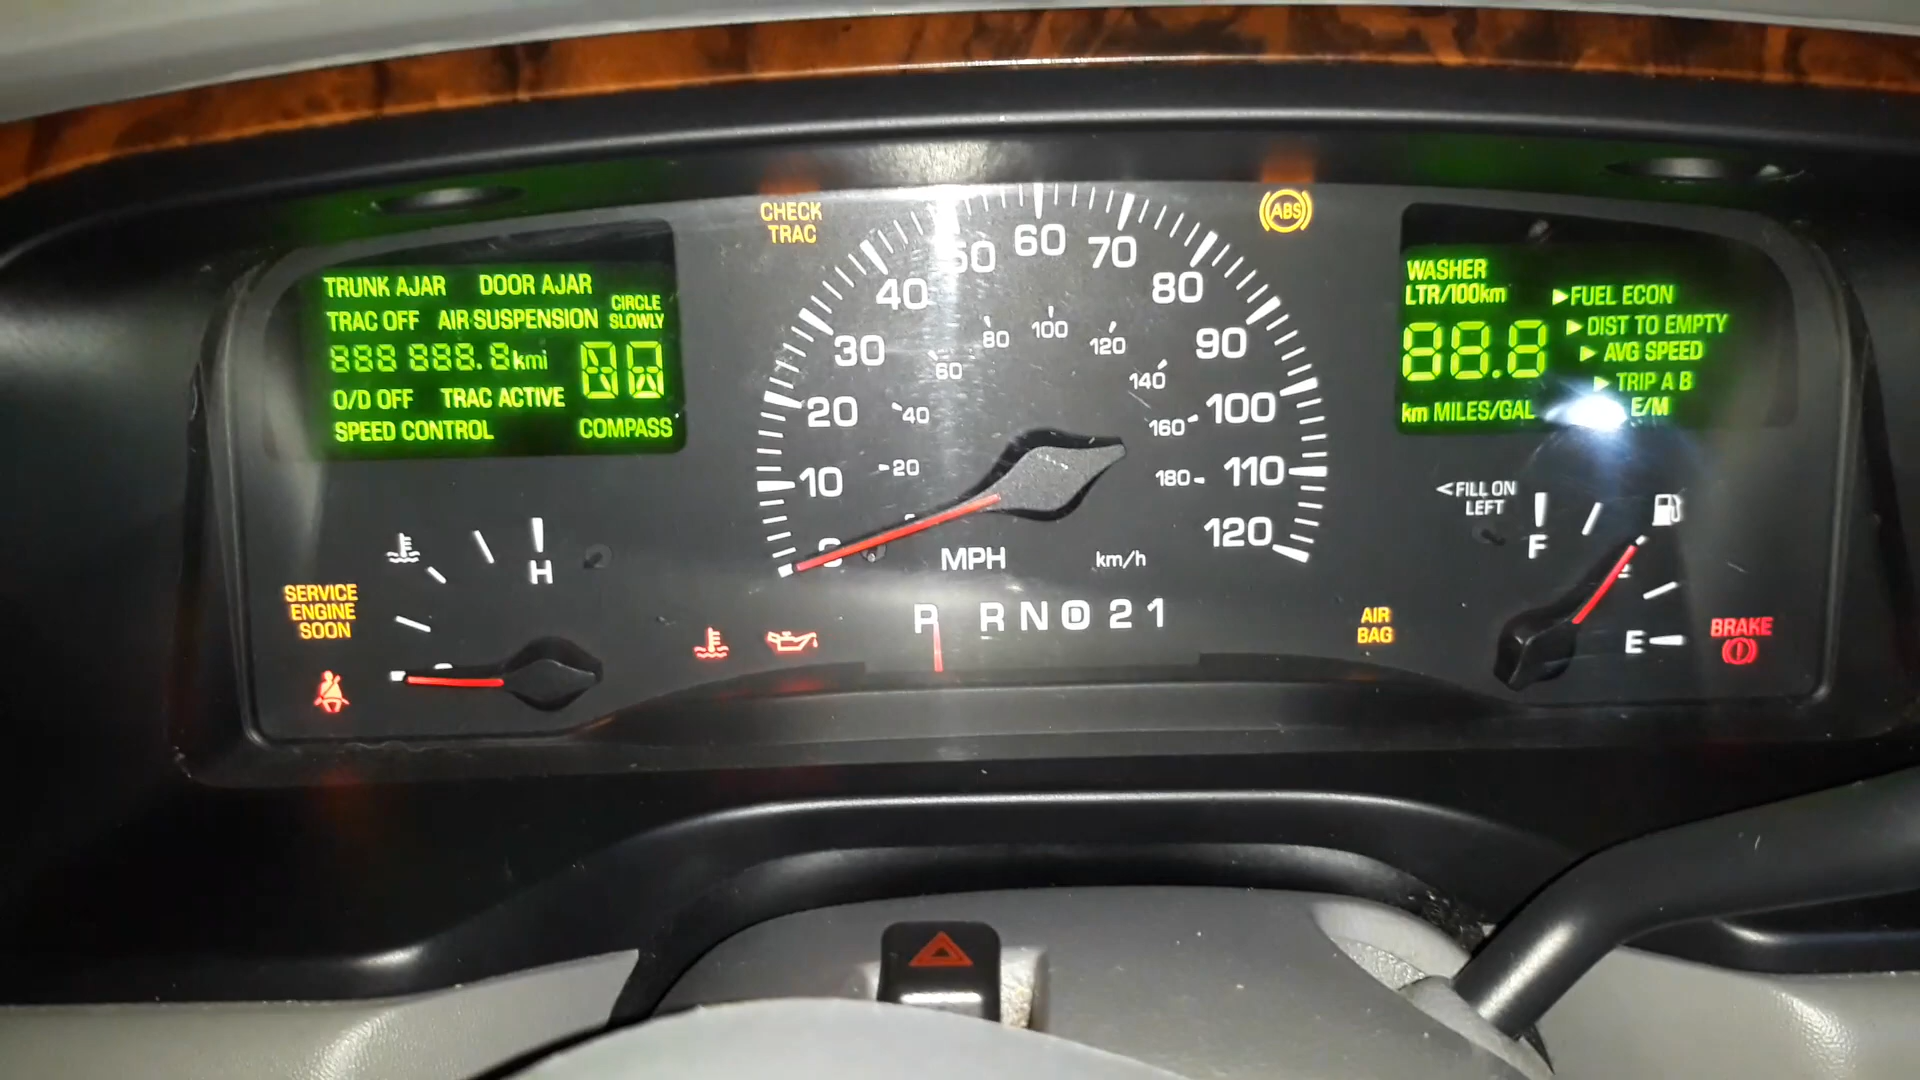 CHECK
TRAC
ABS
TRUNK AJAR DOOR AJAR
TRAC OFF AIR SUSPENSION CIRCLE
SLOWLY
888 888.8 kmi
O/D OFF TRAC ACTIVE
SPEED CONTROL COMPASS
0 10 20 30 40 50 60 70 80 90 100 110 120
20 40 60 80 100 120 140 160 180
MPH km/h
WASHER
LTR/100km
88.8
km MILES/GAL
►FUEL ECON
►DIST TO EMPTY
►AVG SPEED
►TRIP A B
E/M
<FILL ON
LEFT
F
E
H
SERVICE
ENGINE
SOON
P R N D 2 1
AIR
BAG
BRAKE